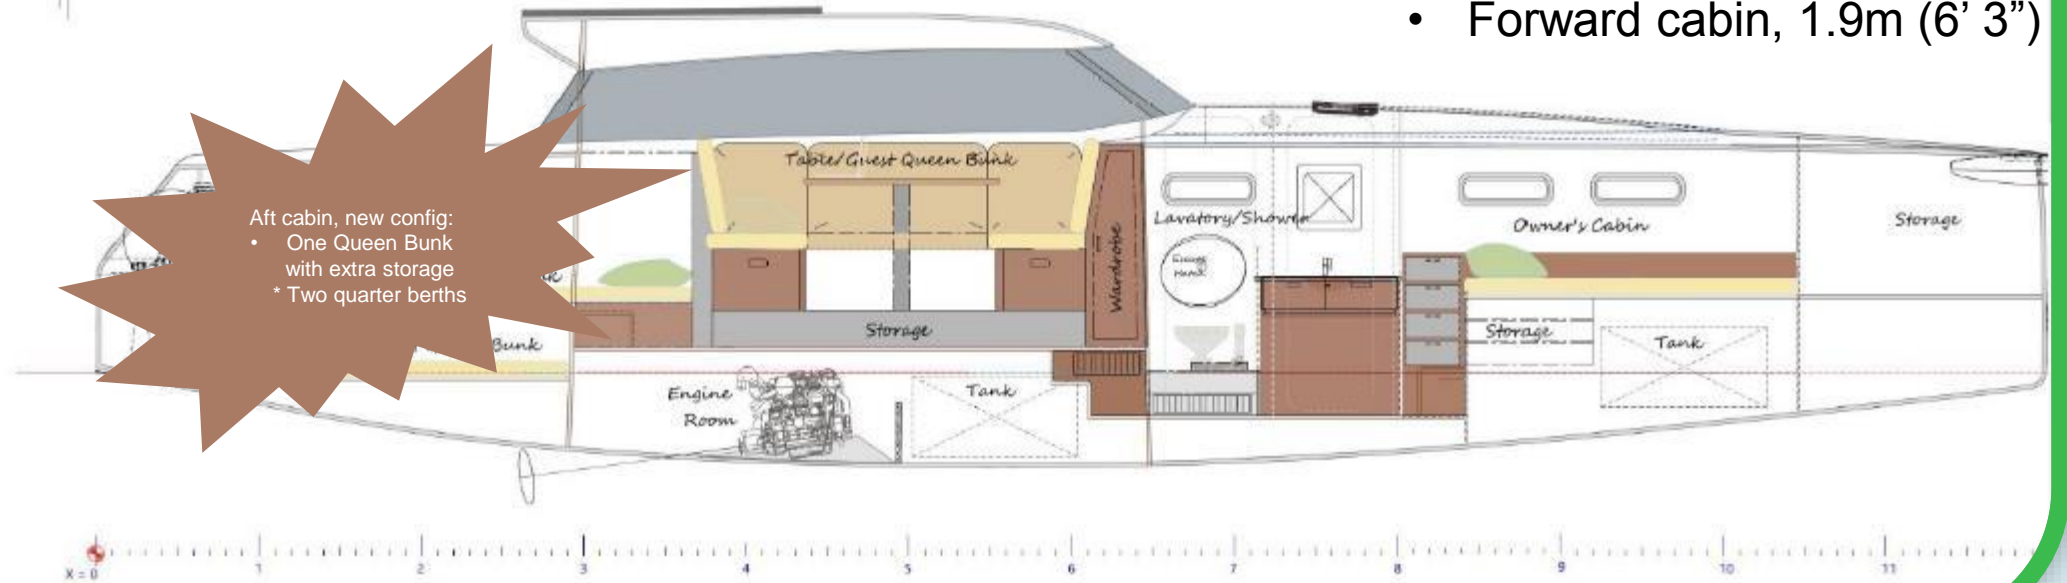 • Forward cabin, 1.9m (6’ 3”)
Table/Guest Queen Bunk
Aft cabin, new config:
• One Queen Bunk
with extra storage
* Two quarter berths
Wardrobe
Lavatory/Shower
Owner's Cabin
Storage
Storage
Storage
Tank
Bunk
Engine
Room
Tank
X = 0 1 2 3 4 5 6 7 8 9 10 11